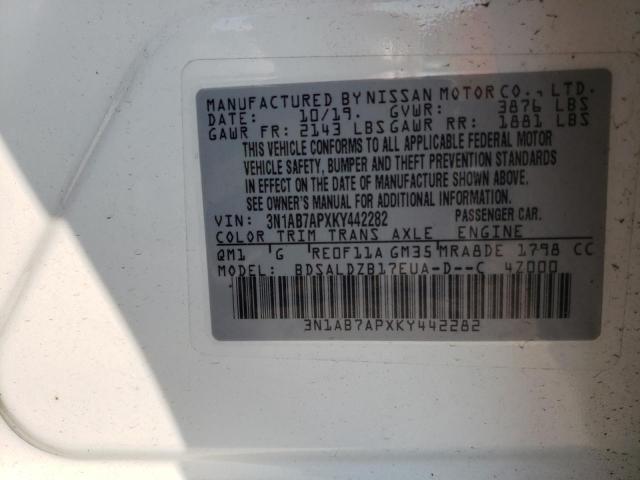 MANUFACTURED BY NISSAN MOTOR CO., LTD.
DATE: 10/19. GVWR: 3876 LBS
GAWR FR: 2143 LBS GAWR RR: 1881 LBS
THIS VEHICLE CONFORMS TO ALL APPLICABLE FEDERAL MOTOR
VEHICLE SAFETY, BUMPER AND THEFT PREVENTION STANDARDS
IN EFFECT ON THE DATE OF MANUFACTURE SHOWN ABOVE.
SEE OWNER'S MANUAL FOR ADDITIONAL INFORMATION.
VIN: 3N1AB7APXKY442282 PASSENGER CAR.
COLOR TRIM TRANS AXLE ENGINE
QM1 G RE0F11A GM35 MRA8DE 1798 CC
MODEL: BDSALDZB17EUA-D--C 4Z000
3N1AB7APXKY442282